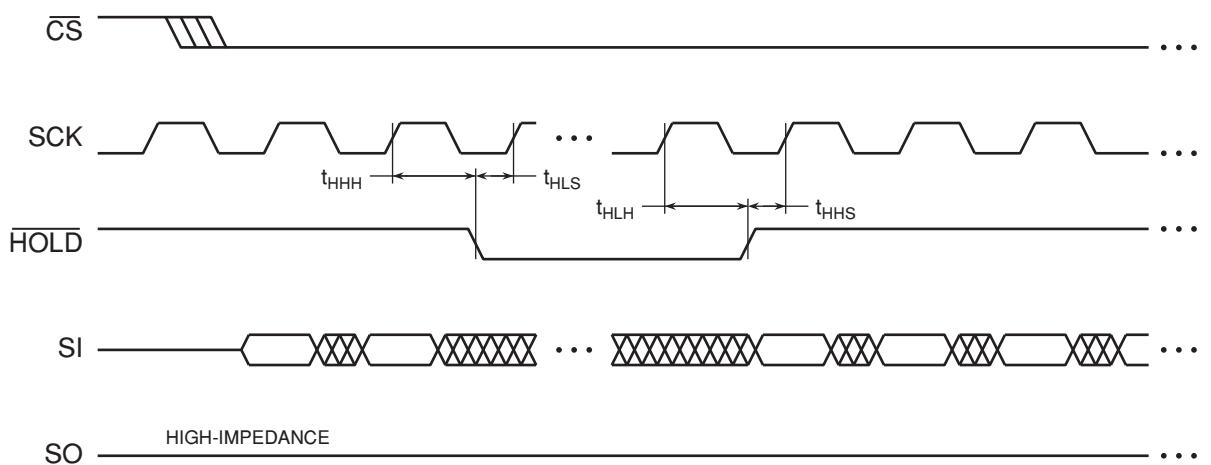 CS
SCK
tHHH
tHLS
tHLH
tHHS
HOLD
SI
SO
HIGH-IMPEDANCE